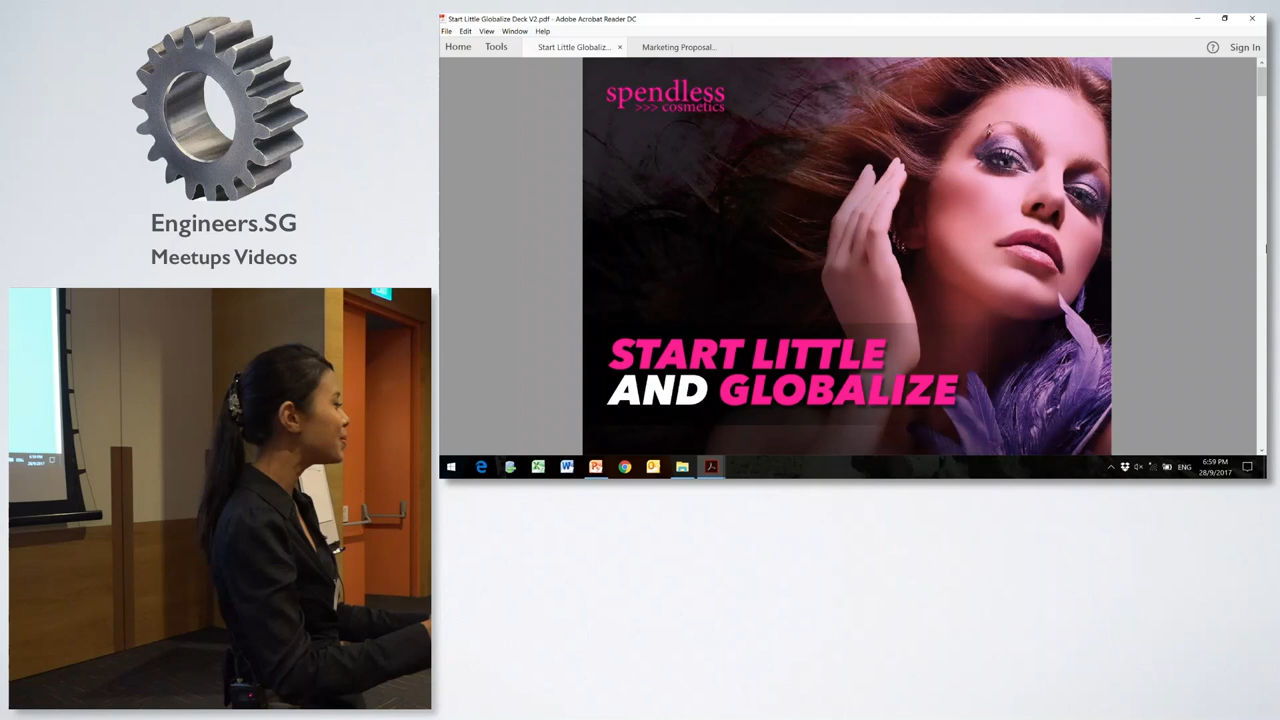 Engineers.SG
Meetups Videos
Start Little Globalize Deck V2.pdf - Adobe Acrobat Reader DC
File Edit View Window Help
Home Tools Start Little Globaliz... × Marketing Proposal... ? Sign In
spendless
>>> cosmetics
START LITTLE
AND GLOBALIZE
ENG
6:59 PM
28/9/2017